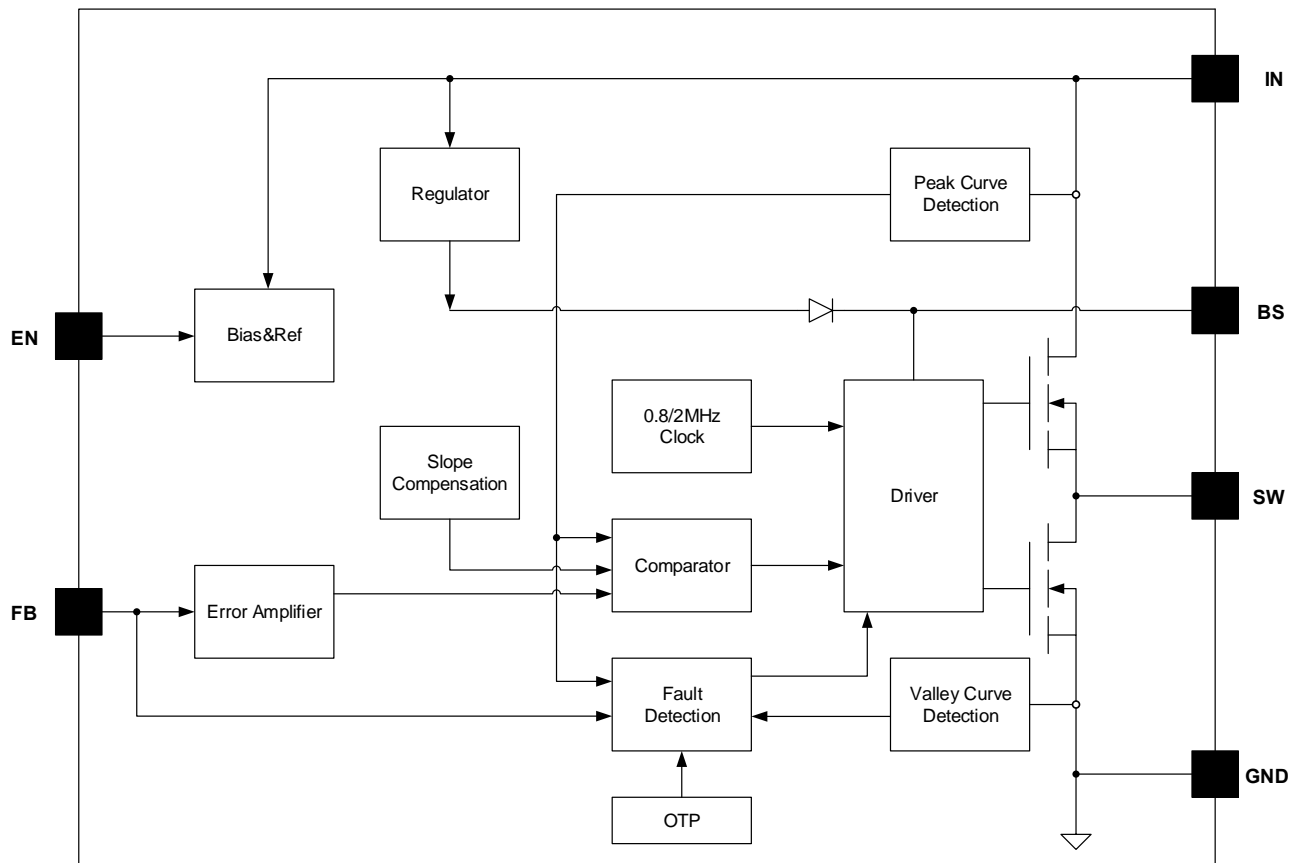 IN
Regulator
Peak Curve
Detection
EN
Bias&Ref
BS
0.8/2MHz
Clock
Slope
Compensation
Driver
SW
Comparator
FB
Error Amplifier
Fault
Detection
Valley Curve
Detection
GND
OTP